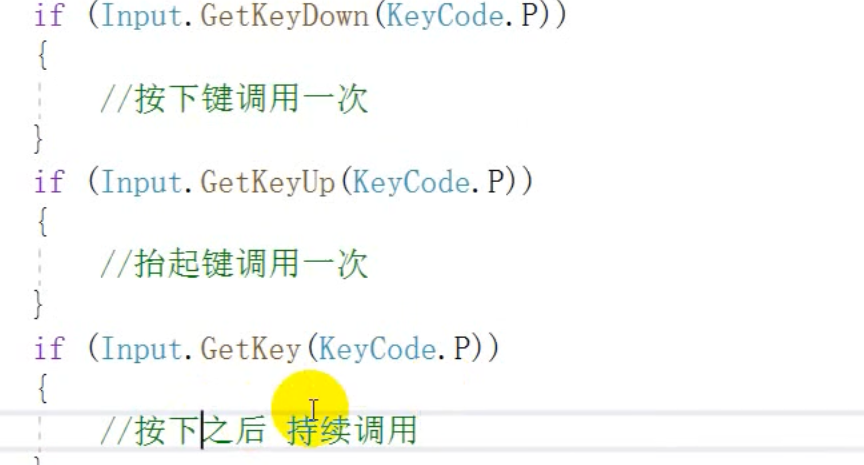 if (Input.GetKeyDown(KeyCode.P))
{
//按下键调用一次
}
if (Input.GetKeyUp(KeyCode.P))
{
//抬起键调用一次
}
if (Input.GetKey(KeyCode.P))
{
//按下之后 持续调用
}